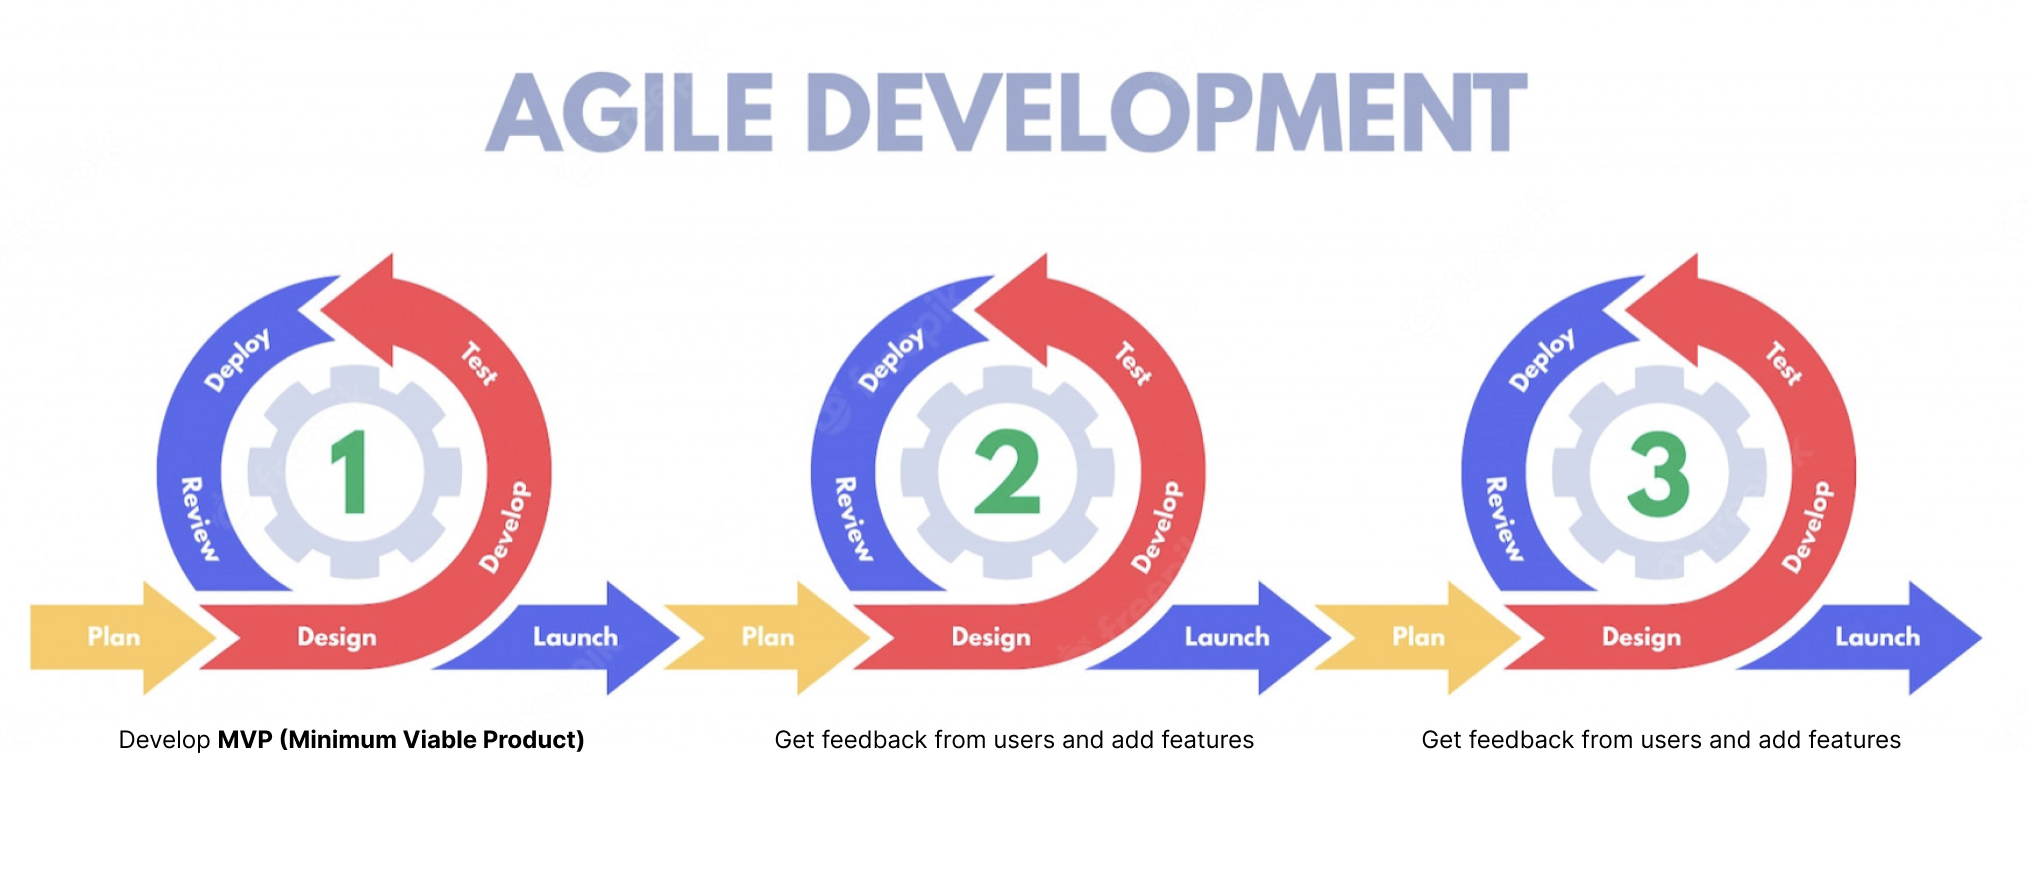 AGILE DEVELOPMENT
Plan
Design
Develop
Test
Deploy
Review
Launch
1
Develop MVP (Minimum Viable Product)
Plan
Design
Develop
Test
Deploy
Review
Launch
2
Get feedback from users and add features
Plan
Design
Develop
Test
Deploy
Review
Launch
3
Get feedback from users and add features
freepik
freepik